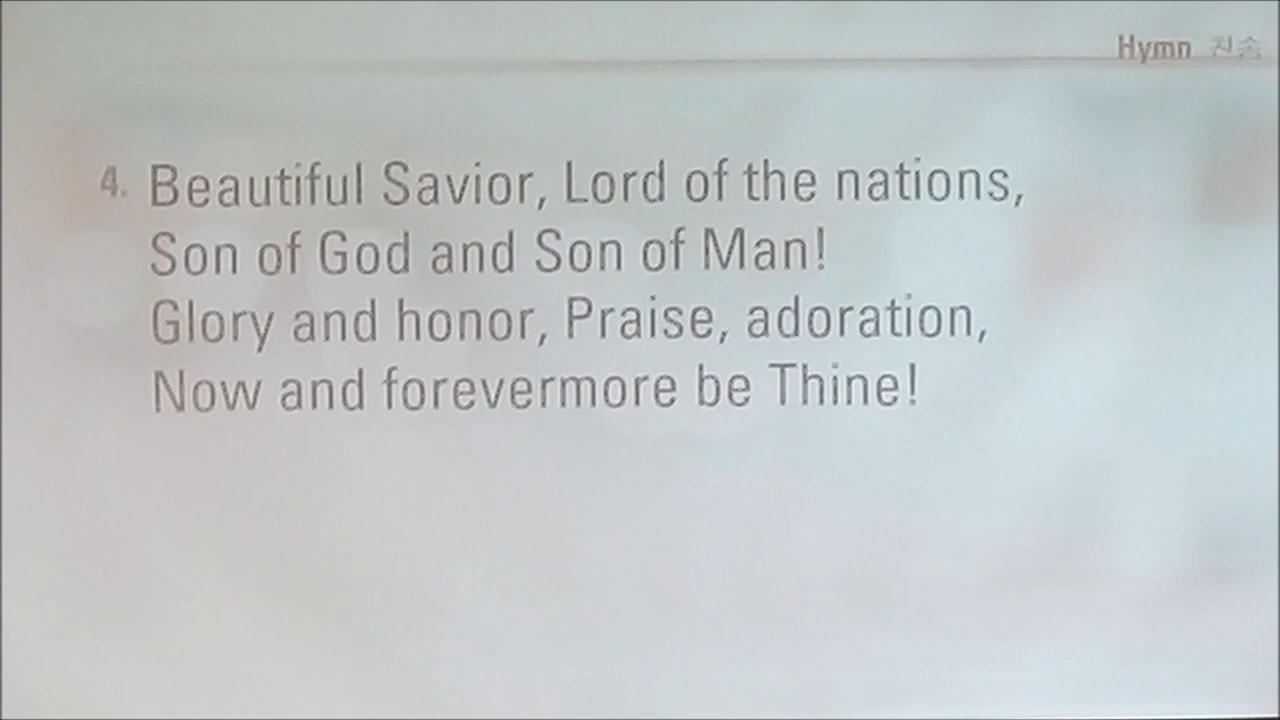 Hymn 찬송
4. Beautiful Savior, Lord of the nations,
Son of God and Son of Man!
Glory and honor, Praise, adoration,
Now and forevermore be Thine!